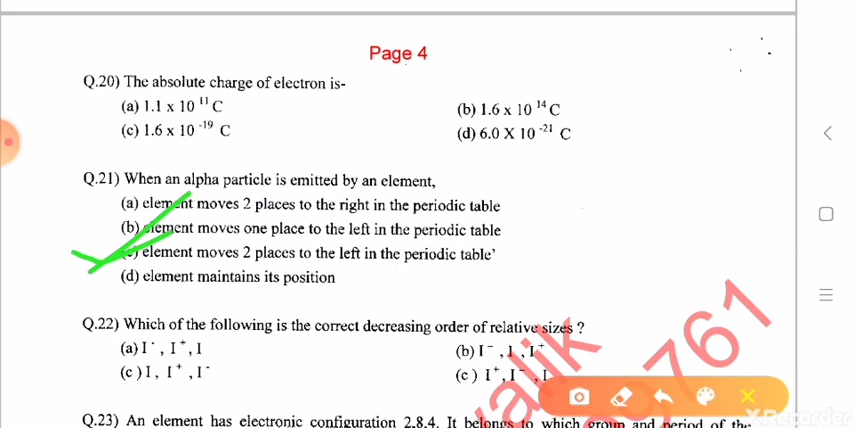 Page 4
Q.20) The absolute charge of electron is-
(a) 1.1 x 10 11 C
(b) 1.6 x 10 14 C
(c) 1.6 x 10 -19 C
(d) 6.0 X 10 -21 C
Q.21) When an alpha particle is emitted by an element,
(a) element moves 2 places to the right in the periodic table
(b) element moves one place to the left in the periodic table
(c) element moves 2 places to the left in the periodic table’
(d) element maintains its position
Q.22) Which of the following is the correct decreasing order of relative sizes ?
(a) I - , I + , I
(b) I - , I , I +
(c ) I , I + , I -
(c ) I + , I - , I
Q.23) An element has electronic configuration 2,8,4. It belongs to which group and period of the
alik
761
XRecorder